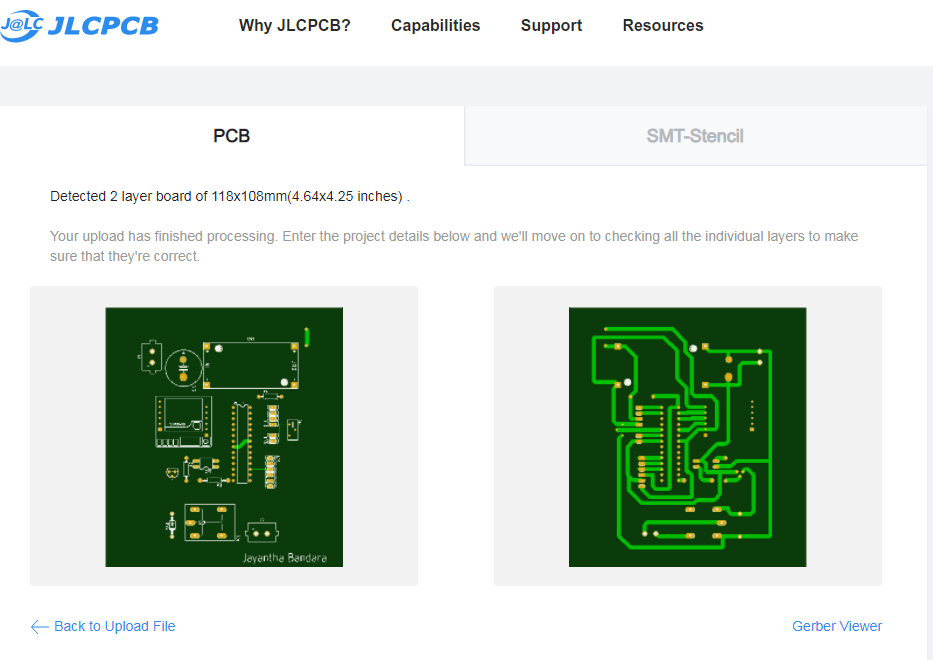 J@LC JLCPCB
Why JLCPCB? Capabilities Support Resources
PCB
SMT-Stencil
Detected 2 layer board of 118x108mm(4.64x4.25 inches) .
Your upload has finished processing. Enter the project details below and we'll move on to checking all the individual layers to make
sure that they're correct.
Jayantha Bandara
Back to Upload File
Gerber Viewer